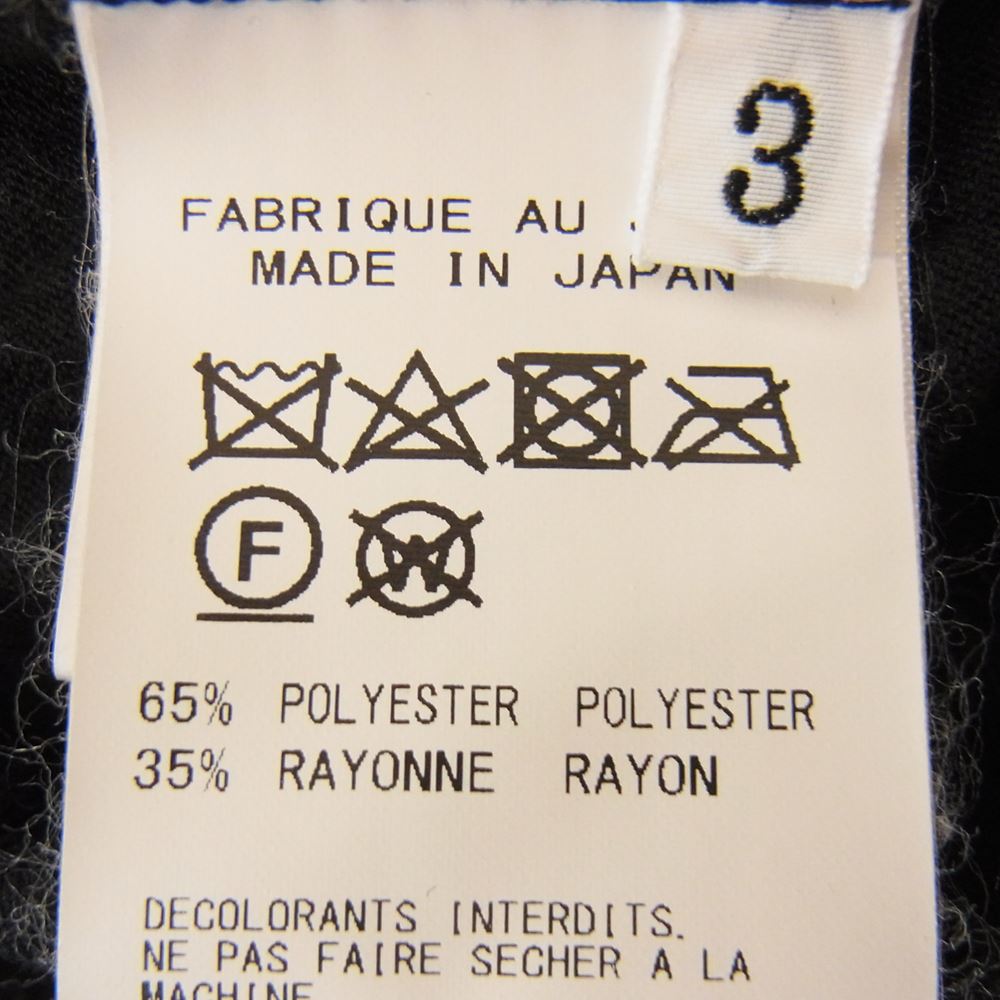 3
FABRIQUE AU
MADE IN JAPAN
F
W
65% POLYESTER POLYESTER
35% RAYONNE RAYON
DECOLORANTS INTERDITS.
NE PAS FAIRE SECHER A LA
MACHINE